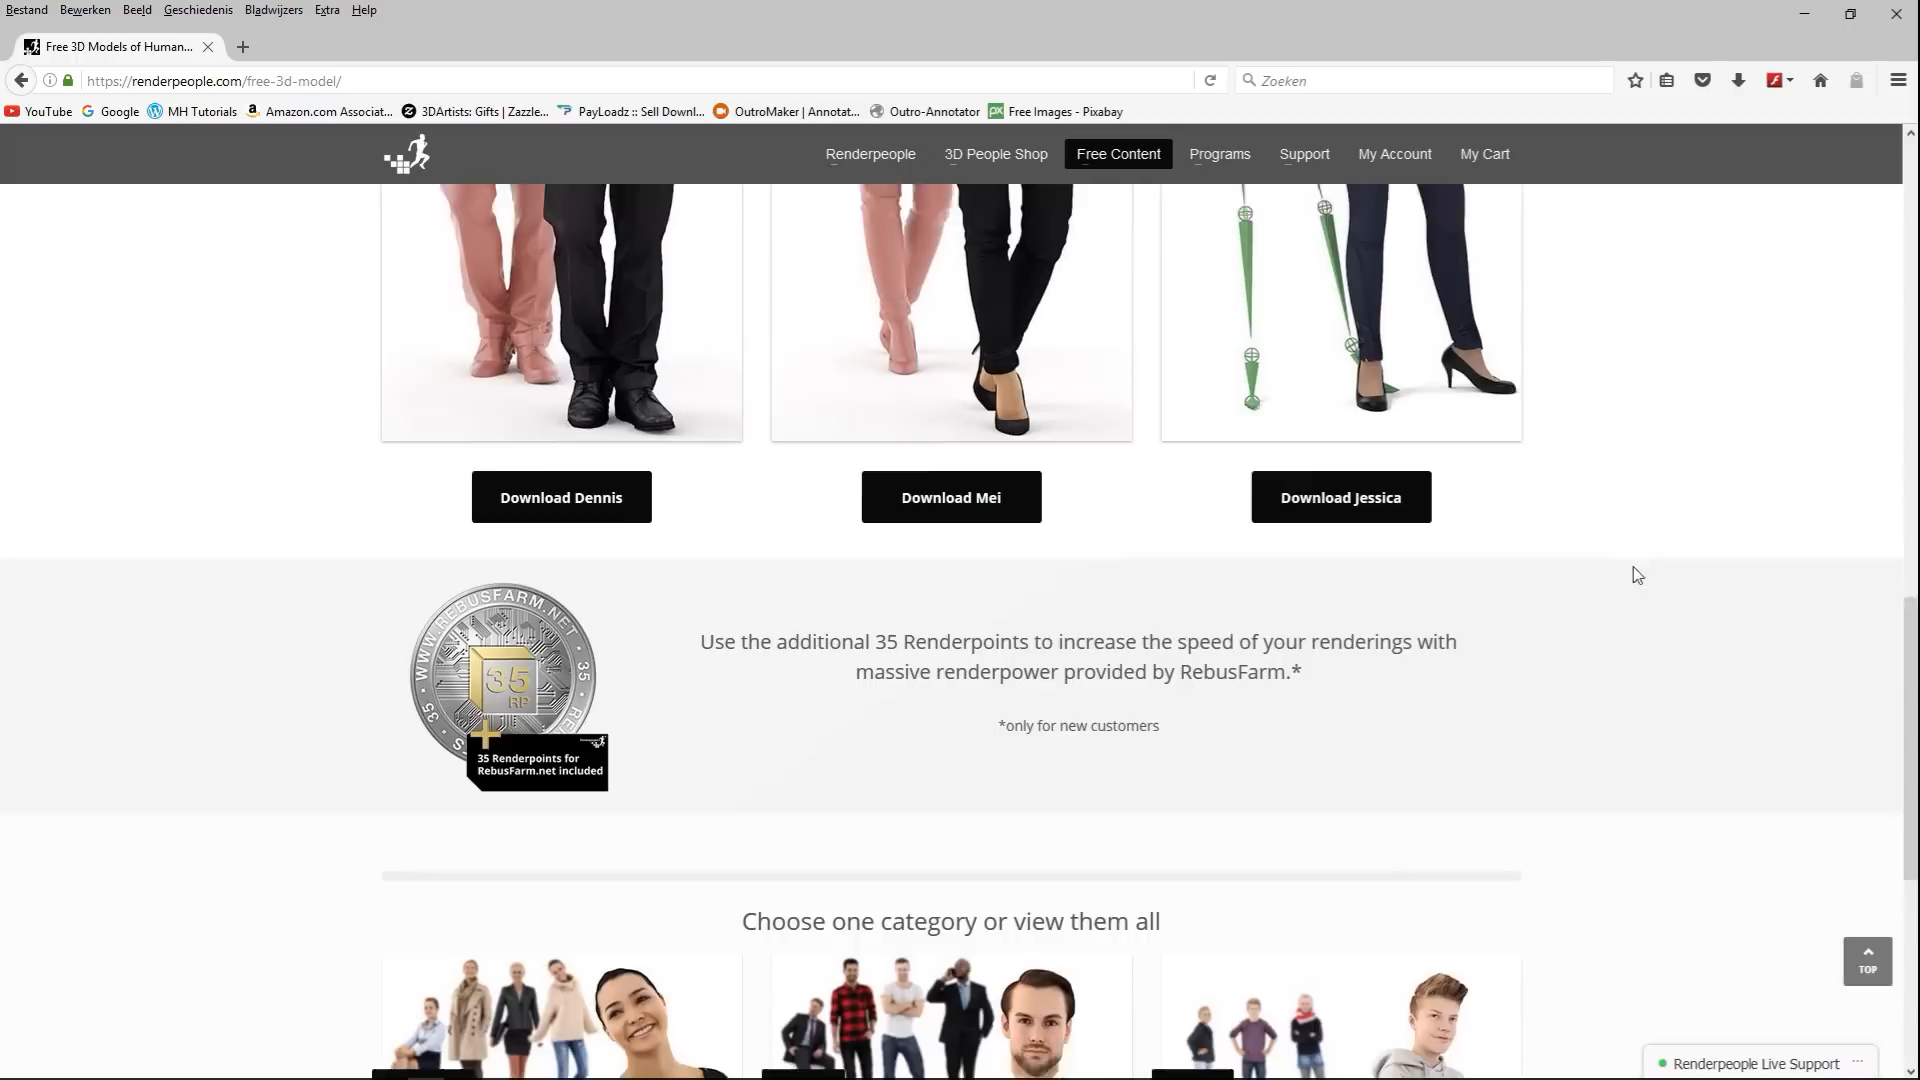 Bestand Bewerken Beeld Geschiedenis Bladwijzers Extra Help
Free 3D Models of Human...
https://renderpeople.com/free-3d-model/
Zoeken
YouTube Google MH Tutorials Amazon.com Associat... 3DArtists: Gifts | Zazzle... PayLoadz :: Sell Downl... OutroMaker | Annotat... Outro-Annotator Free Images - Pixabay
Renderpeople 3D People Shop Free Content Programs Support My Account My Cart
Download Dennis Download Mei Download Jessica
WWW.REBUSFARM.NET
35
RP
35
35
35 Renderpoints for
RebusFarm.net included
Use the additional 35 Renderpoints to increase the speed of your renderings with
massive renderpower provided by RebusFarm.*
*only for new customers
Choose one category or view them all
TOP
Renderpeople Live Support